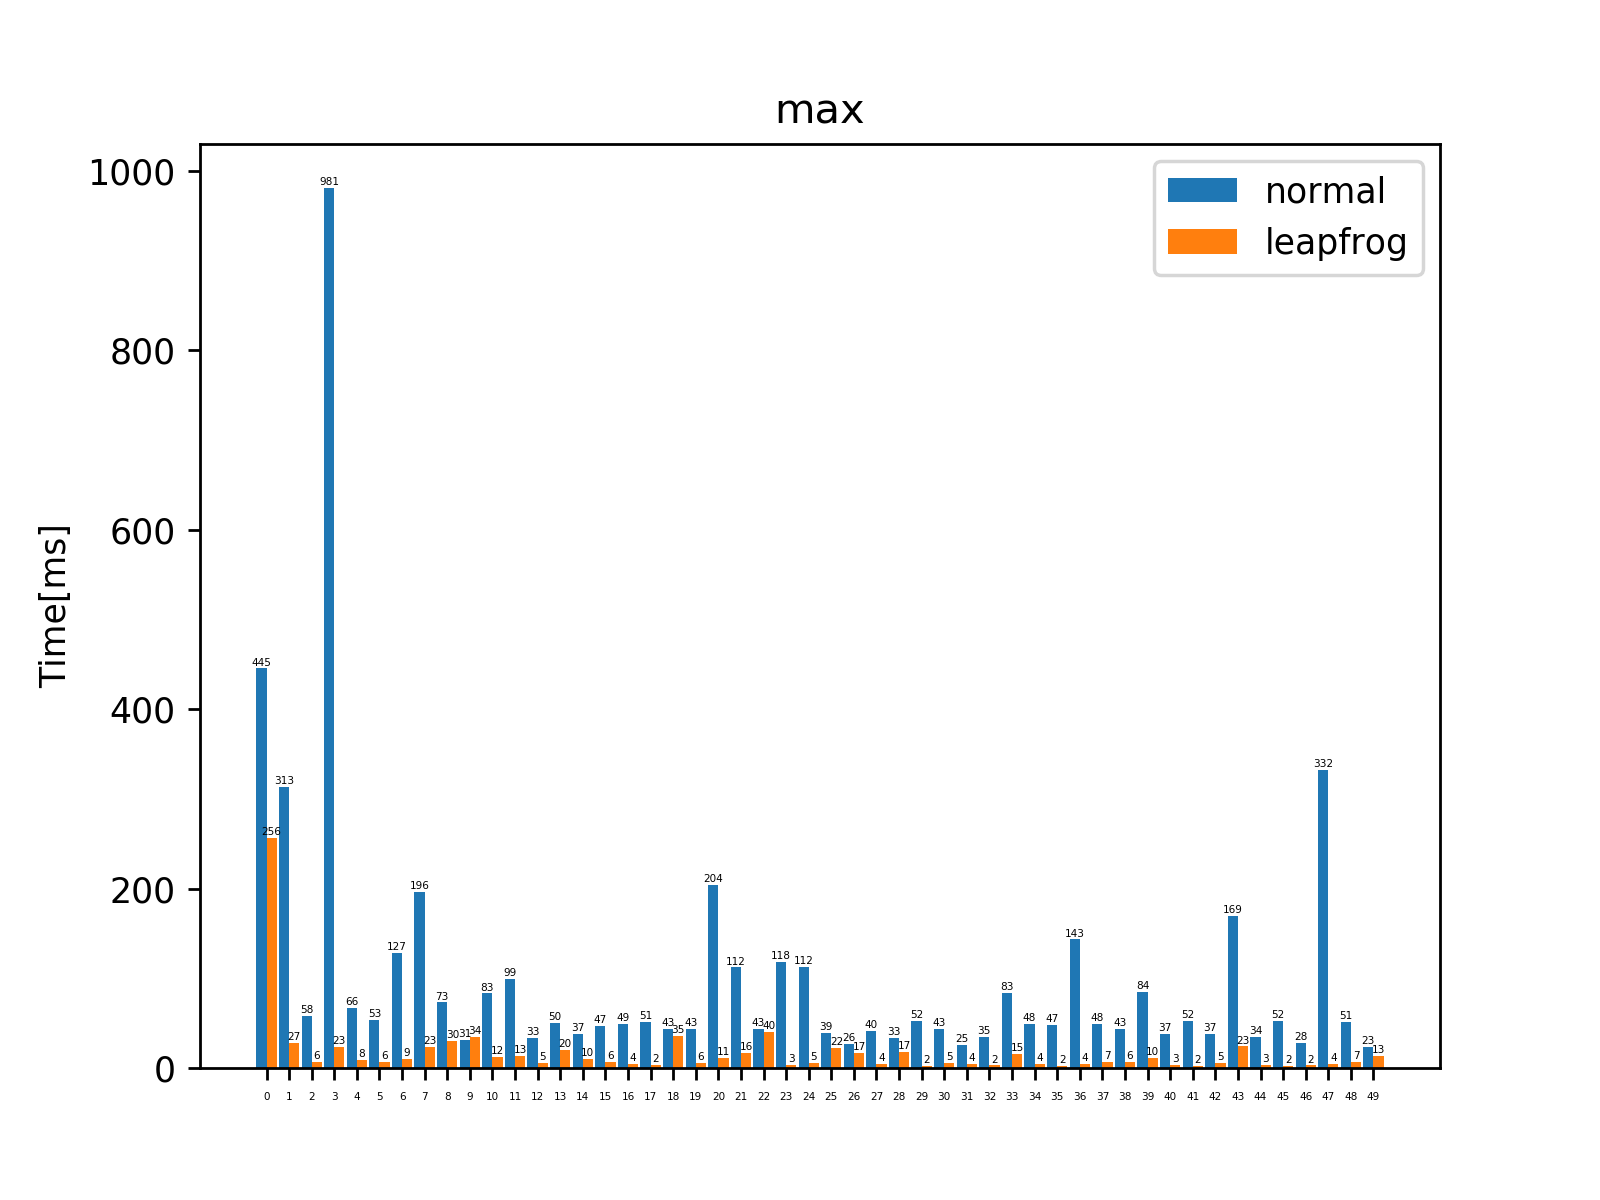 max
normal
leapfrog
Time[ms]
1000
800
600
400
200
0
445 313 58 981 66 53 127 196 73 31 83 99 33 50 37 47 49 51 43 43 204 112 43 118 112 39 26 40 33 52 43 25 35 83 48 47 143 48 43 84 37 52 37 169 34 52 28 332 51 23
256 27 6 23 8 6 9 23 30 34 12 13 5 20 10 6 4 2 35 6 11 16 40 3 5 22 17 4 17 2 5 4 2 15 4 2 4 7 6 10 3 2 5 23 3 2 2 4 7 13
0 1 2 3 4 5 6 7 8 9 10 11 12 13 14 15 16 17 18 19 20 21 22 23 24 25 26 27 28 29 30 31 32 33 34 35 36 37 38 39 40 41 42 43 44 45 46 47 48 49